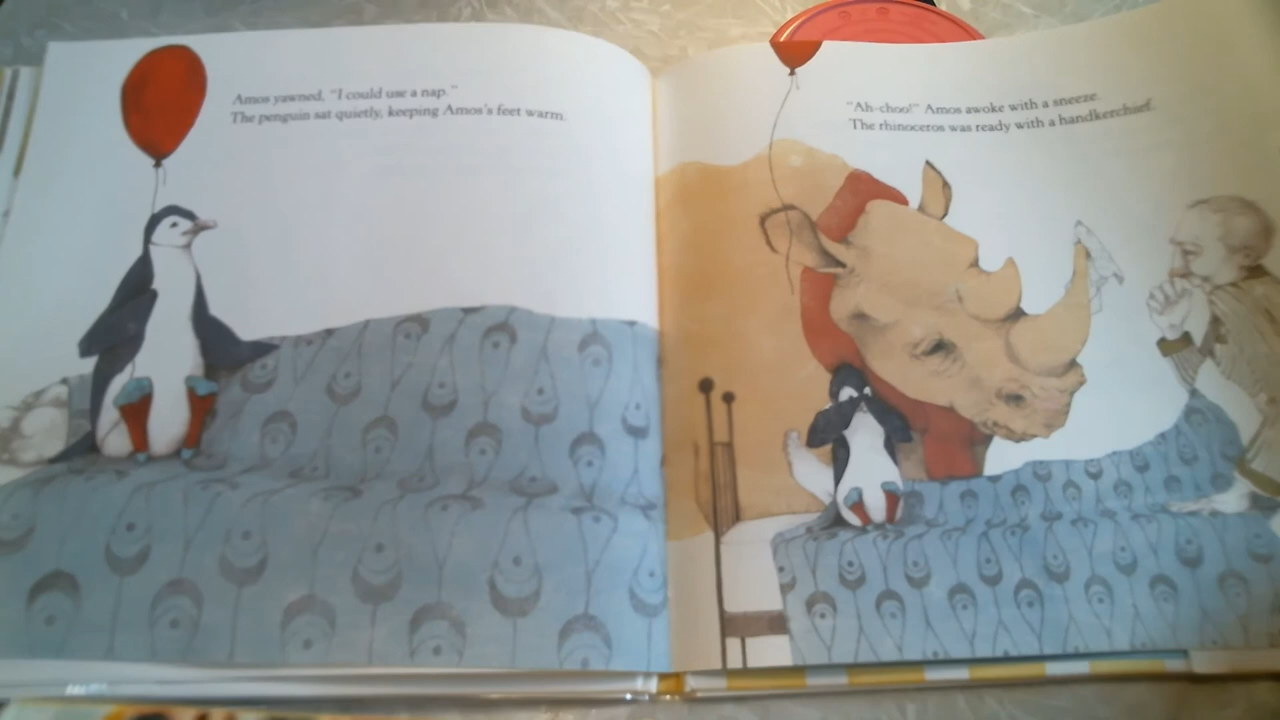 Amos yawned, "I could use a nap."
The penguin sat quietly, keeping Amos's feet warm.
"Ah-choo!" Amos awoke with a sneeze.
The rhinoceros was ready with a handkerchief.